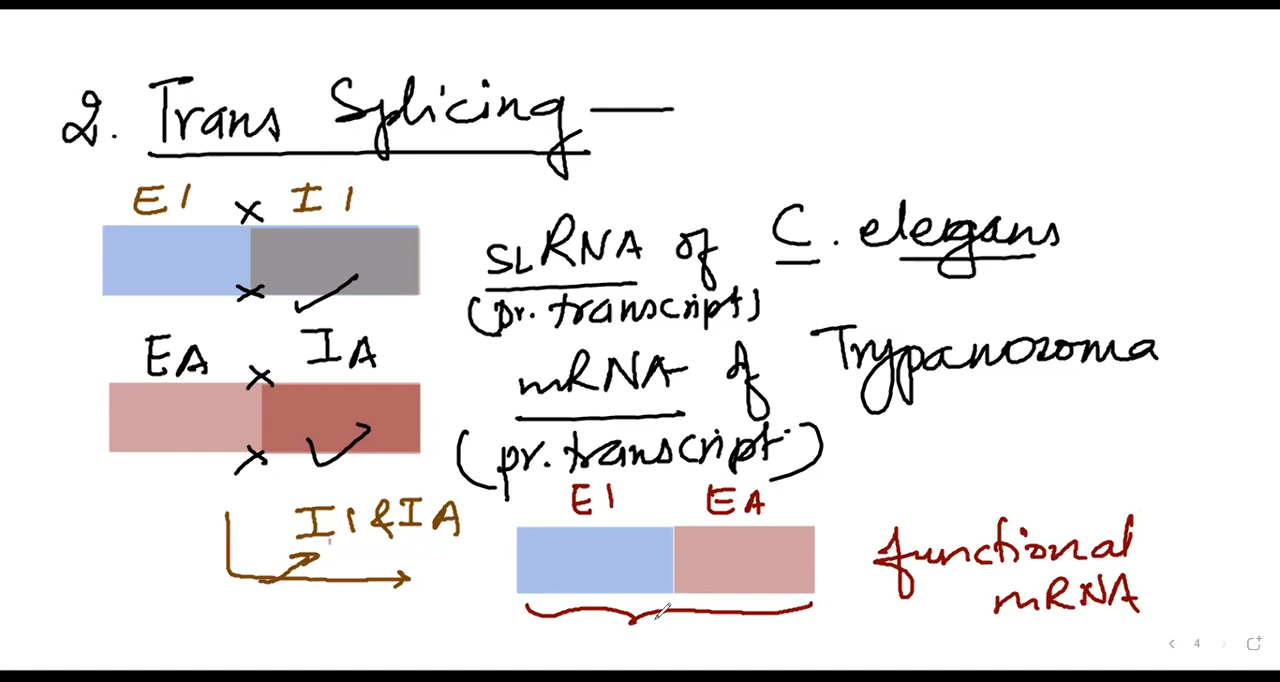 2. Trans Splicing —
E1 × I1
×
SLRNA of C. elegans
(pr. transcript)
EA × IA
×
mRNA of Trypanosoma
(pr. transcript)
I1 & IA
E1 EA
functional
mRNA
4